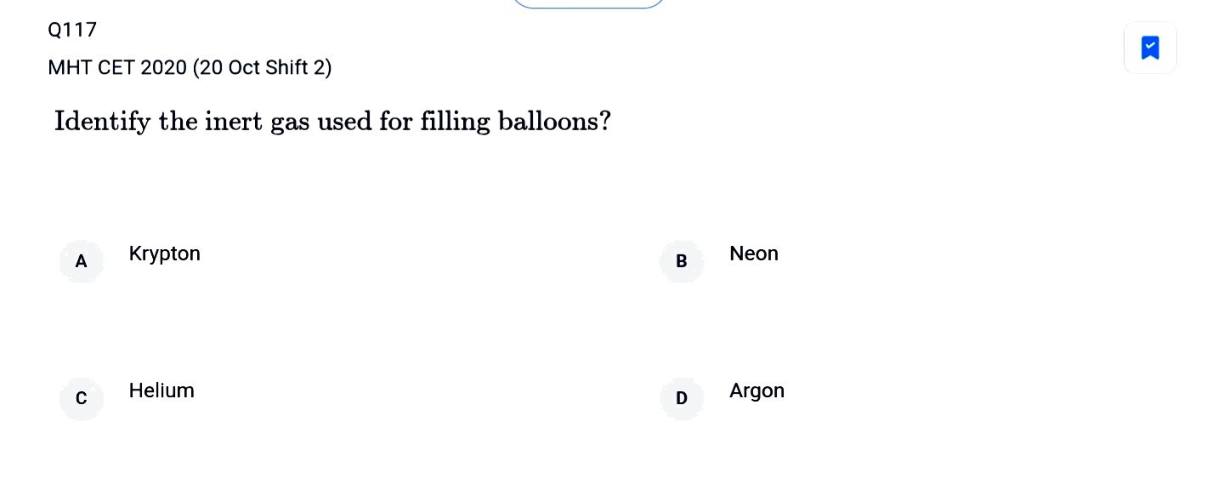 Q117
MHT CET 2020 (20 Oct Shift 2)
Identify the inert gas used for filling balloons?
A Krypton
B Neon
C Helium
D Argon